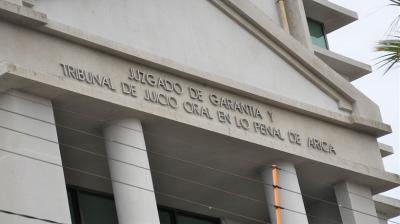 JUZGADO DE GARANTIA Y
TRIBUNAL DE JUICIO ORAL EN LO PENAL DE ARICA